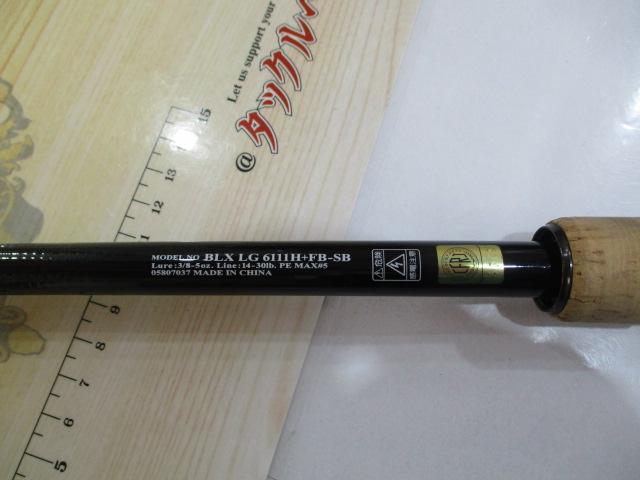 Let us support your
@タックル
15
14
13
12
11
9
8
7
6
5
MODEL NO BLX LG 6111H+FB-SB
Lure:3/8-5oz. Line:14-30lb. PE MAX#5
05807037 MADE IN CHINA
危険
感電注意